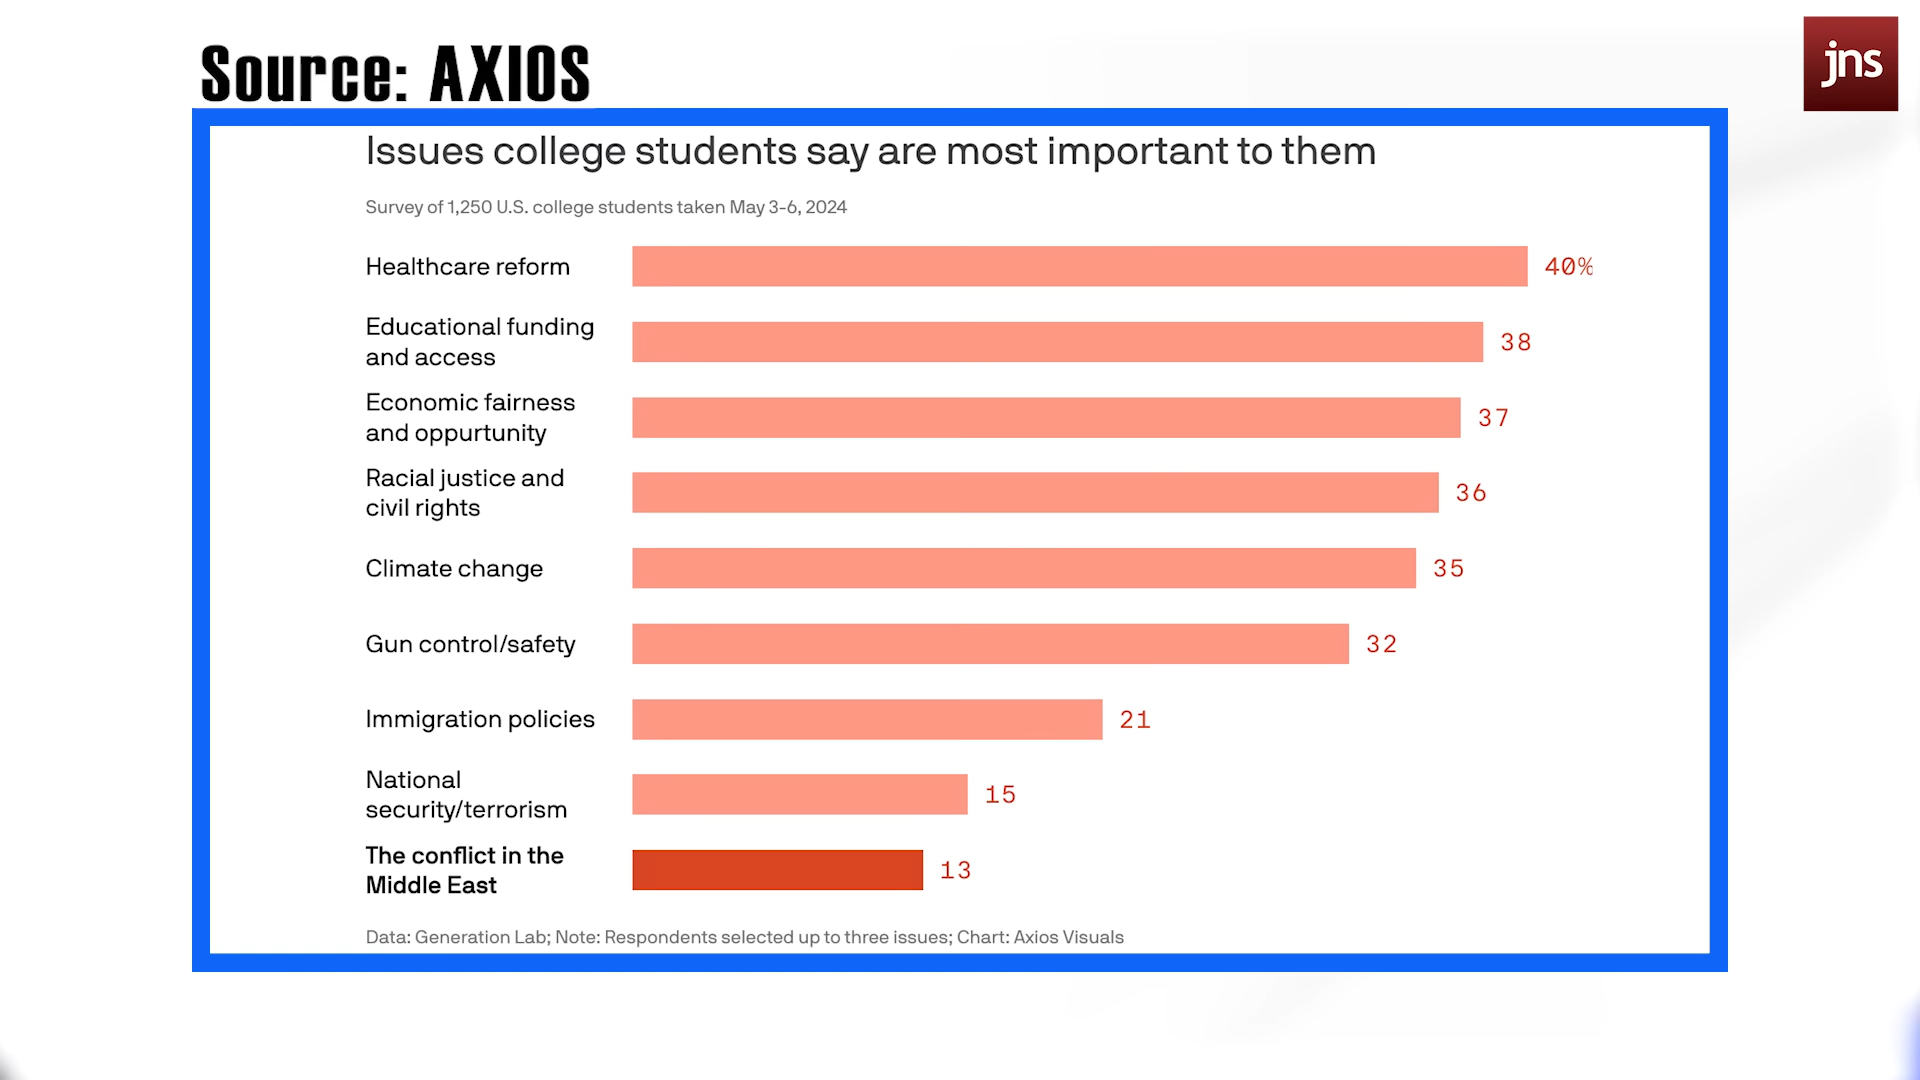 Source: AXIOS
jns
Issues college students say are most important to them
Survey of 1,250 U.S. college students taken May 3-6, 2024
Healthcare reform
40%
Educational funding
and access
38
Economic fairness
and oppurtunity
37
Racial justice and
civil rights
36
Climate change
35
Gun control/safety
32
Immigration policies
21
National
security/terrorism
15
The conflict in the
Middle East
13
Data: Generation Lab; Note: Respondents selected up to three issues; Chart: Axios Visuals